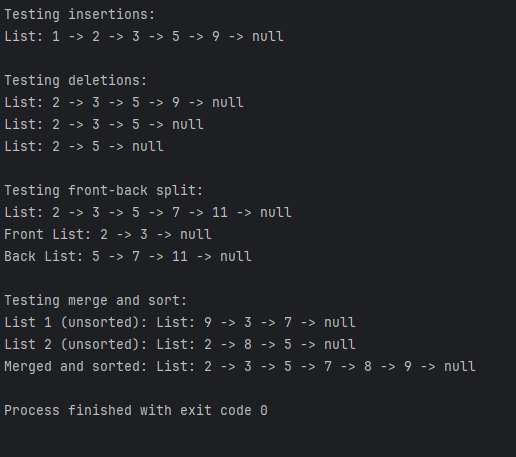 Testing insertions:
List: 1 -> 2 -> 3 -> 5 -> 9 -> null
Testing deletions:
List: 2 -> 3 -> 5 -> 9 -> null
List: 2 -> 3 -> 5 -> null
List: 2 -> 5 -> null
Testing front-back split:
List: 2 -> 3 -> 5 -> 7 -> 11 -> null
Front List: 2 -> 3 -> null
Back List: 5 -> 7 -> 11 -> null
Testing merge and sort:
List 1 (unsorted): List: 9 -> 3 -> 7 -> null
List 2 (unsorted): List: 2 -> 8 -> 5 -> null
Merged and sorted: List: 2 -> 3 -> 5 -> 7 -> 8 -> 9 -> null
Process finished with exit code 0